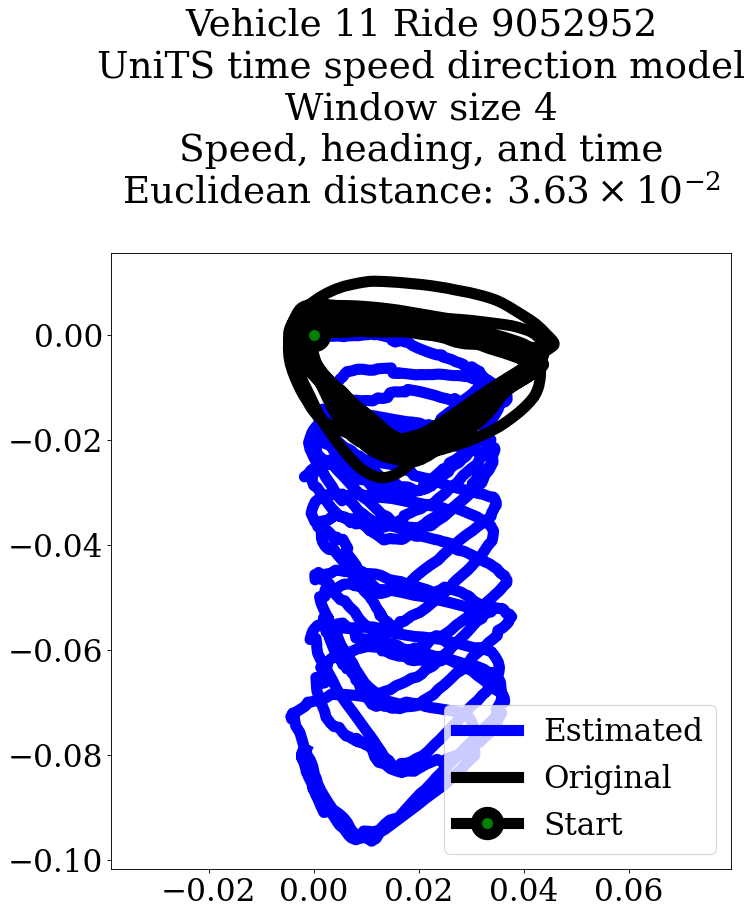 Vehicle 11 Ride 9052952
UniTS time speed direction model
Window size 4
Speed, heading, and time
Euclidean distance: 3.63 × 10⁻²
0.00
−0.02
−0.04
−0.06
−0.08
−0.10
Estimated
Original
Start
−0.02 0.00 0.02 0.04 0.06